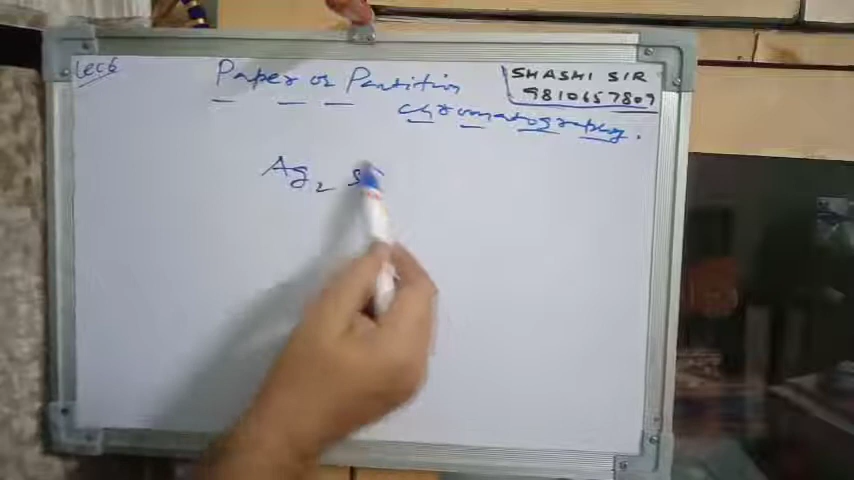 Lec6
Paper or Partition
chromatography.
SHASHI SIR
9810657809
Ag2 S